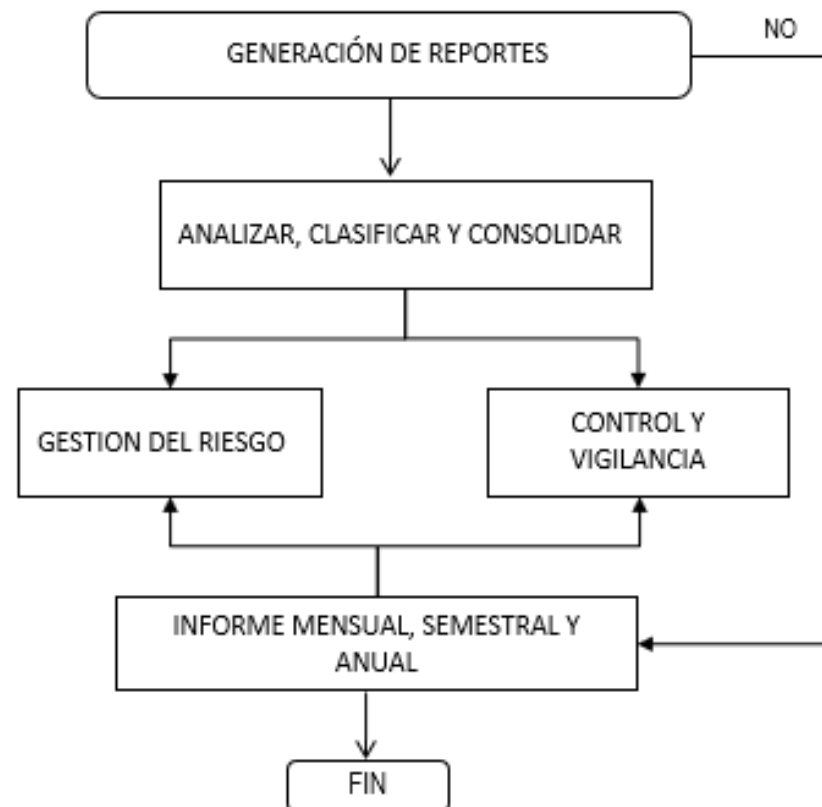 GENERACIÓN DE REPORTES
NO
ANALIZAR, CLASIFICAR Y CONSOLIDAR
GESTION DEL RIESGO
CONTROL Y
VIGILANCIA
INFORME MENSUAL, SEMESTRAL Y
ANUAL
FIN